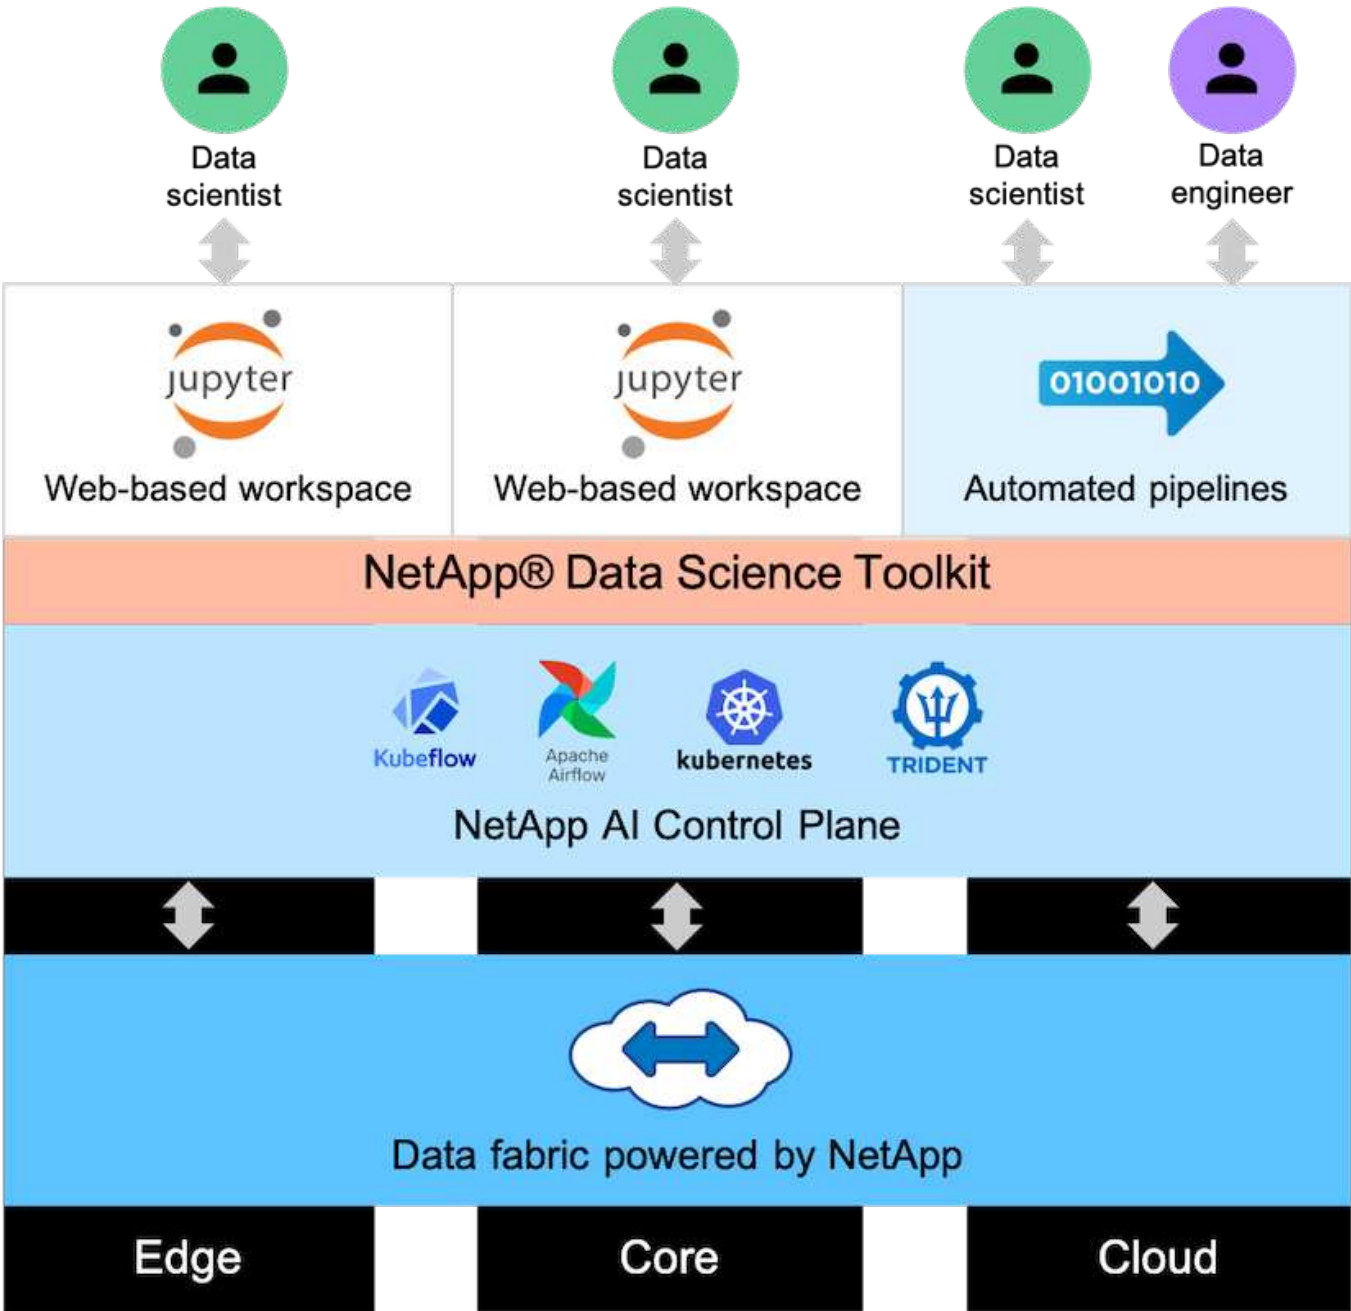 Data
scientist
Data
scientist
Data
scientist
Data
engineer
jupyter
Web-based workspace
jupyter
Web-based workspace
01001010
Automated pipelines
NetApp® Data Science Toolkit
Kubeflow
Apache
Airflow
kubernetes
TRIDENT
NetApp AI Control Plane
Data fabric powered by NetApp
Edge
Core
Cloud